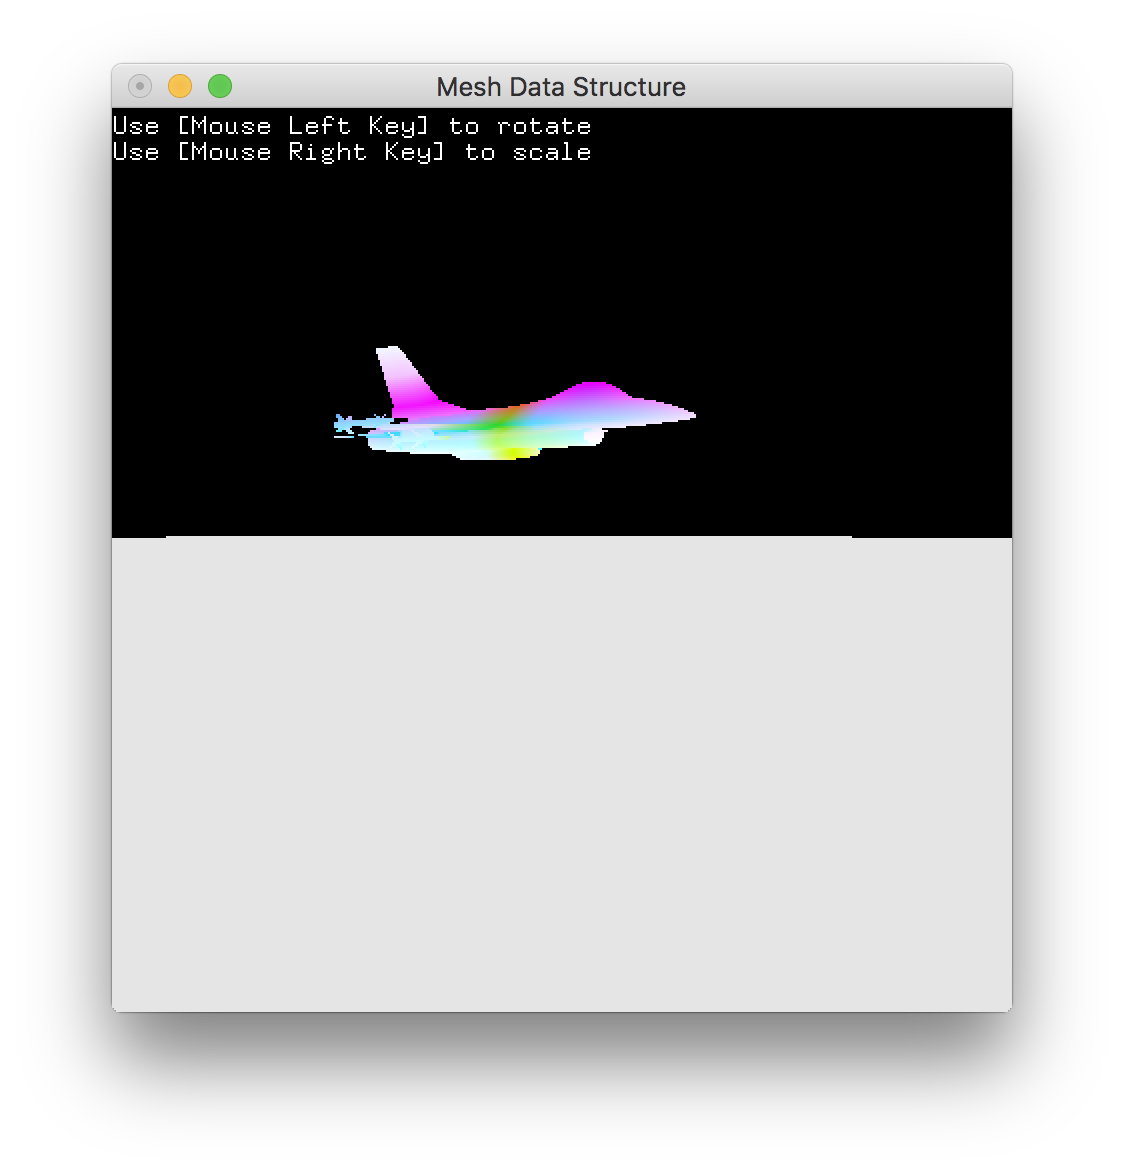 Mesh Data Structure
Use [Mouse Left Key] to rotate
Use [Mouse Right Key] to scale